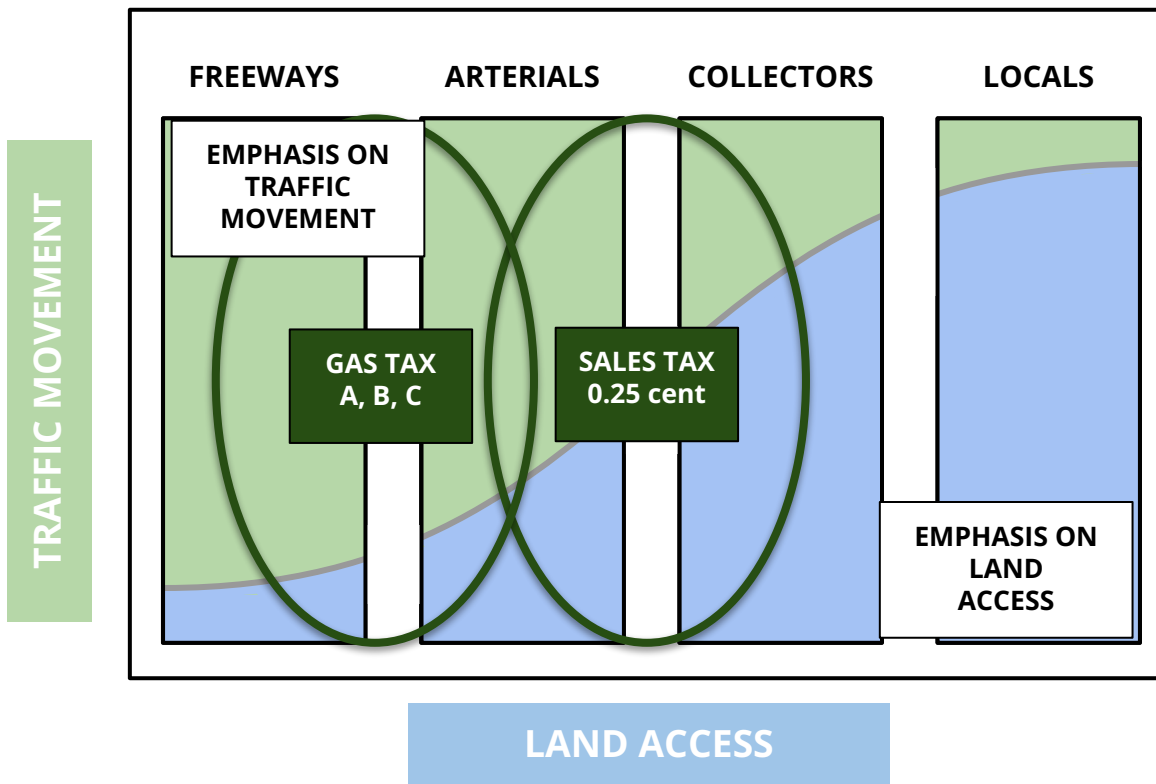 FREEWAYS
ARTERIALS
COLLECTORS
LOCALS
EMPHASIS ON
TRAFFIC
MOVEMENT
TRAFFIC MOVEMENT
GAS TAX
A, B, C
SALES TAX
0.25 cent
EMPHASIS ON
LAND
ACCESS
LAND ACCESS